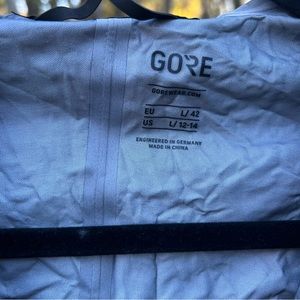 GORE
GOREWEAR.COM
EU L/ 42
US L/ 12-14
ENGINEERED IN GERMANY
MADE IN CHINA